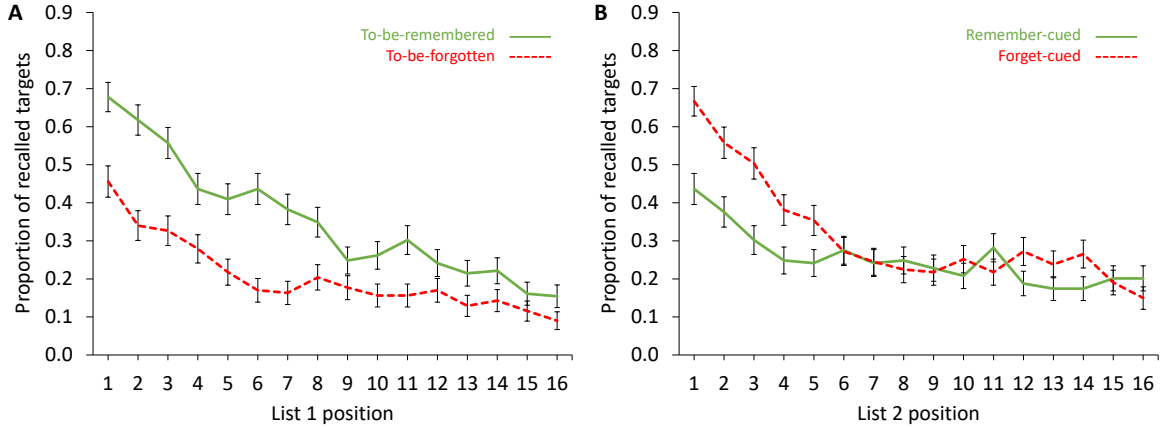 A
To-be-remembered
To-be-forgotten
Proportion of recalled targets
0.9
0.8
0.7
0.6
0.5
0.4
0.3
0.2
0.1
0.0
1 2 3 4 5 6 7 8 9 10 11 12 13 14 15 16
List 1 position
B
Remember-cued
Forget-cued
Proportion of recalled targets
0.9
0.8
0.7
0.6
0.5
0.4
0.3
0.2
0.1
0.0
1 2 3 4 5 6 7 8 9 10 11 12 13 14 15 16
List 2 position